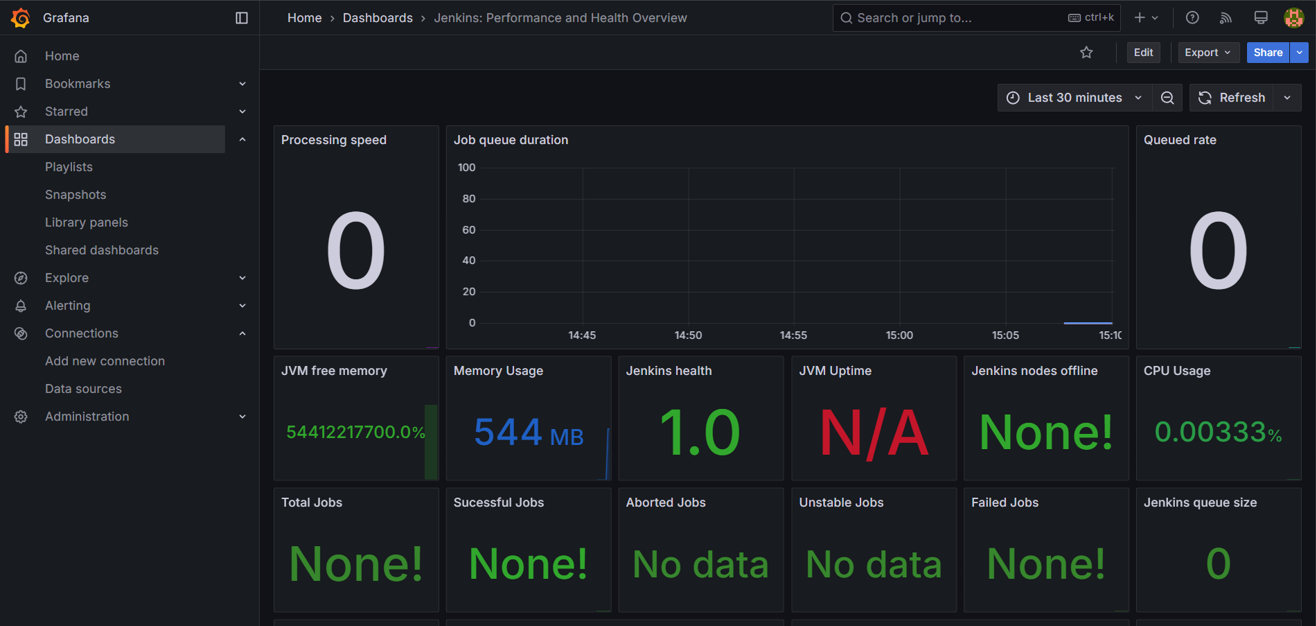 Grafana
Home › Dashboards › Jenkins: Performance and Health Overview
Search or jump to...
ctrl+k
Edit
Export
Share
Home
Bookmarks
Starred
Dashboards
Playlists
Snapshots
Library panels
Shared dashboards
Explore
Alerting
Connections
Add new connection
Data sources
Administration
Last 30 minutes
Refresh
Processing speed
0
Job queue duration
100
80
60
40
20
0
14:45 14:50 14:55 15:00 15:05 15:10
Queued rate
0
JVM free memory
54412217700.0%
Memory Usage
544 MB
Jenkins health
1.0
JVM Uptime
N/A
Jenkins nodes offline
None!
CPU Usage
0.00333%
Total Jobs
None!
Sucessful Jobs
None!
Aborted Jobs
No data
Unstable Jobs
No data
Failed Jobs
None!
Jenkins queue size
0